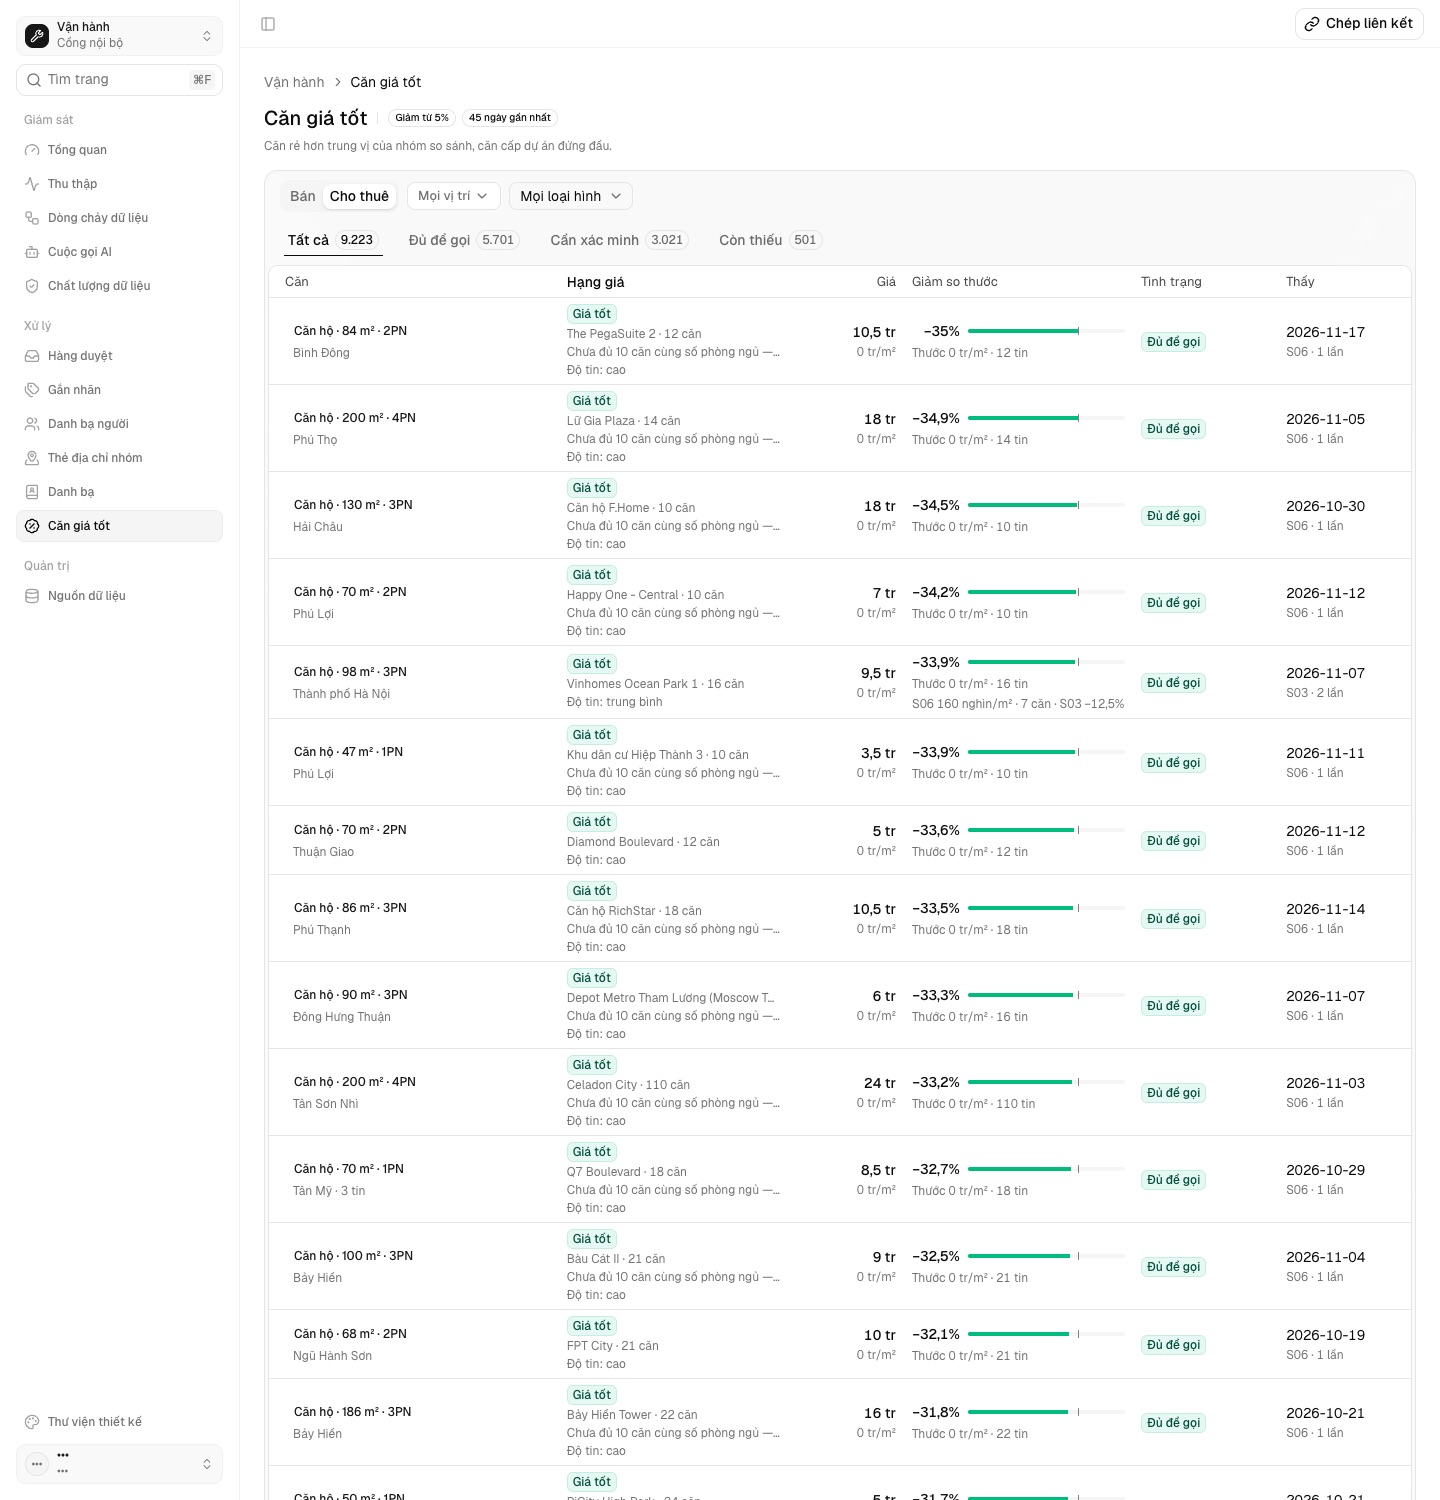 Vận hành
Cổng nội bộ
Tìm trang ⌘F
Giám sát
Tổng quan
Thu thập
Dòng chảy dữ liệu
Cuộc gọi AI
Chất lượng dữ liệu
Xử lý
Hàng duyệt
Gắn nhãn
Danh bạ người
Thẻ địa chỉ nhóm
Danh bạ
Căn giá tốt
Quản trị
Nguồn dữ liệu
Thư viện thiết kế
Chép liên kết
Vận hành > Căn giá tốt
Căn giá tốt Giảm từ 5% 45 ngày gần nhất
Căn rẻ hơn trung vị của nhóm so sánh, căn cấp dự án đứng đầu.
Bán Cho thuê Mọi vị trí Mọi loại hình
Tất cả 9.223 Đủ để gọi 5.701 Cần xác minh 3.021 Còn thiếu 501
Căn Hạng giá Giá Giảm so thước Tình trạng Thấy
Căn hộ · 84 m² · 2PN
Bình Đông
Giá tốt
The PegaSuite 2 · 12 căn
Chưa đủ 10 căn cùng số phòng ngủ —…
Độ tin: cao
10,5 tr
0 tr/m²
−35%
Thước 0 tr/m² · 12 tin
Đủ để gọi
2026-11-17
S06 · 1 lần
Căn hộ · 200 m² · 4PN
Phú Thọ
Giá tốt
Lữ Gia Plaza · 14 căn
Chưa đủ 10 căn cùng số phòng ngủ —…
Độ tin: cao
18 tr
0 tr/m²
−34,9%
Thước 0 tr/m² · 14 tin
Đủ để gọi
2026-11-05
S06 · 1 lần
Căn hộ · 130 m² · 3PN
Hải Châu
Giá tốt
Căn hộ F.Home · 10 căn
Chưa đủ 10 căn cùng số phòng ngủ —…
Độ tin: cao
18 tr
0 tr/m²
−34,5%
Thước 0 tr/m² · 10 tin
Đủ để gọi
2026-10-30
S06 · 1 lần
Căn hộ · 70 m² · 2PN
Phú Lợi
Giá tốt
Happy One - Central · 10 căn
Chưa đủ 10 căn cùng số phòng ngủ —…
Độ tin: cao
7 tr
0 tr/m²
−34,2%
Thước 0 tr/m² · 10 tin
Đủ để gọi
2026-11-12
S06 · 1 lần
Căn hộ · 98 m² · 3PN
Thành phố Hà Nội
Giá tốt
Vinhomes Ocean Park 1 · 16 căn
Độ tin: trung bình
9,5 tr
0 tr/m²
−33,9%
Thước 0 tr/m² · 16 tin
S06 160 nghìn/m² · 7 căn · S03 −12,5%
Đủ để gọi
2026-11-07
S03 · 2 lần
Căn hộ · 47 m² · 1PN
Phú Lợi
Giá tốt
Khu dân cư Hiệp Thành 3 · 10 căn
Chưa đủ 10 căn cùng số phòng ngủ —…
Độ tin: cao
3,5 tr
0 tr/m²
−33,9%
Thước 0 tr/m² · 10 tin
Đủ để gọi
2026-11-11
S06 · 1 lần
Căn hộ · 70 m² · 2PN
Thuận Giao
Giá tốt
Diamond Boulevard · 12 căn
Độ tin: cao
5 tr
0 tr/m²
−33,6%
Thước 0 tr/m² · 12 tin
Đủ để gọi
2026-11-12
S06 · 1 lần
Căn hộ · 86 m² · 3PN
Phú Thạnh
Giá tốt
Căn hộ RichStar · 18 căn
Chưa đủ 10 căn cùng số phòng ngủ —…
Độ tin: cao
10,5 tr
0 tr/m²
−33,5%
Thước 0 tr/m² · 18 tin
Đủ để gọi
2026-11-14
S06 · 1 lần
Căn hộ · 90 m² · 3PN
Đông Hưng Thuận
Giá tốt
Depot Metro Tham Lương (Moscow T…
Chưa đủ 10 căn cùng số phòng ngủ —…
Độ tin: cao
6 tr
0 tr/m²
−33,3%
Thước 0 tr/m² · 16 tin
Đủ để gọi
2026-11-07
S06 · 1 lần
Căn hộ · 200 m² · 4PN
Tân Sơn Nhì
Giá tốt
Celadon City · 110 căn
Chưa đủ 10 căn cùng số phòng ngủ —…
Độ tin: cao
24 tr
0 tr/m²
−33,2%
Thước 0 tr/m² · 110 tin
Đủ để gọi
2026-11-03
S06 · 1 lần
Căn hộ · 70 m² · 1PN
Tân Mỹ · 3 tin
Giá tốt
Q7 Boulevard · 18 căn
Chưa đủ 10 căn cùng số phòng ngủ —…
Độ tin: cao
8,5 tr
0 tr/m²
−32,7%
Thước 0 tr/m² · 18 tin
Đủ để gọi
2026-10-29
S06 · 1 lần
Căn hộ · 100 m² · 3PN
Bảy Hiền
Giá tốt
Bàu Cát II · 21 căn
Chưa đủ 10 căn cùng số phòng ngủ —…
Độ tin: cao
9 tr
0 tr/m²
−32,5%
Thước 0 tr/m² · 21 tin
Đủ để gọi
2026-11-04
S06 · 1 lần
Căn hộ · 68 m² · 2PN
Ngũ Hành Sơn
Giá tốt
FPT City · 21 căn
Độ tin: cao
10 tr
0 tr/m²
−32,1%
Thước 0 tr/m² · 21 tin
Đủ để gọi
2026-10-19
S06 · 1 lần
Căn hộ · 186 m² · 3PN
Bảy Hiền
Giá tốt
Bảy Hiền Tower · 22 căn
Chưa đủ 10 căn cùng số phòng ngủ —…
Độ tin: cao
16 tr
0 tr/m²
−31,8%
Thước 0 tr/m² · 22 tin
Đủ để gọi
2026-10-21
S06 · 1 lần
Căn hộ · 50 m² · 1PN
Giá tốt
5 tr
−31,7%
2026-10-21